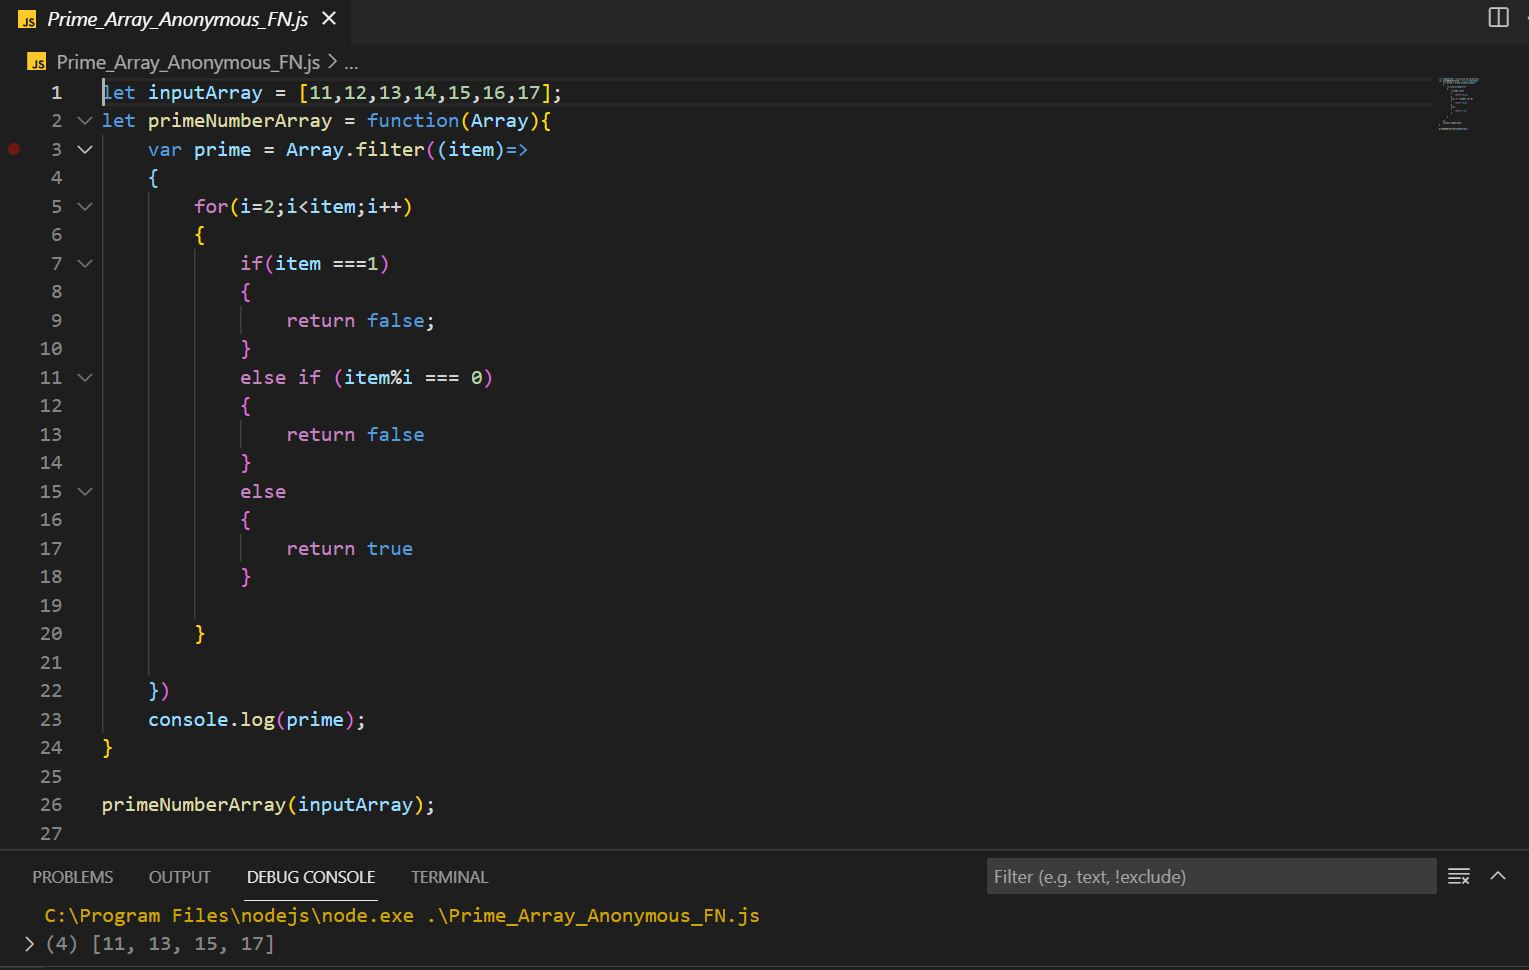 JS Prime_Array_Anonymous_FN.js ×
JS Prime_Array_Anonymous_FN.js > ...
1 let inputArray = [11,12,13,14,15,16,17];
2 let primeNumberArray = function(Array){
3 var prime = Array.filter((item)=>
4 {
5 for(i=2;i<item;i++)
6 {
7 if(item ===1)
8 {
9 return false;
10 }
11 else if (item%i === 0)
12 {
13 return false
14 }
15 else
16 {
17 return true
18 }
19
20 }
21
22 })
23 console.log(prime);
24 }
25
26 primeNumberArray(inputArray);
27
PROBLEMS OUTPUT DEBUG CONSOLE TERMINAL Filter (e.g. text, !exclude)
C:\Program Files\nodejs\node.exe .\Prime_Array_Anonymous_FN.js
> (4) [11, 13, 15, 17]